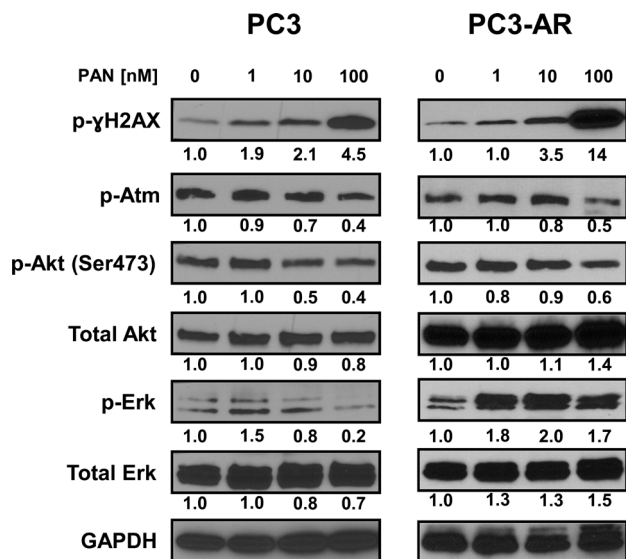 PC3 PC3-AR
PAN [nM] 0 1 10 100 0 1 10 100
p-ɣH2AX
1.0 1.9 2.1 4.5 1.0 1.0 3.5 14
p-Atm
1.0 0.9 0.7 0.4 1.0 1.0 0.8 0.5
p-Akt (Ser473)
1.0 1.0 0.5 0.4 1.0 0.8 0.9 0.6
Total Akt
1.0 1.0 0.9 0.8 1.0 1.0 1.1 1.4
p-Erk
1.0 1.5 0.8 0.2 1.0 1.8 2.0 1.7
Total Erk
1.0 1.0 0.8 0.7 1.0 1.3 1.3 1.5
GAPDH